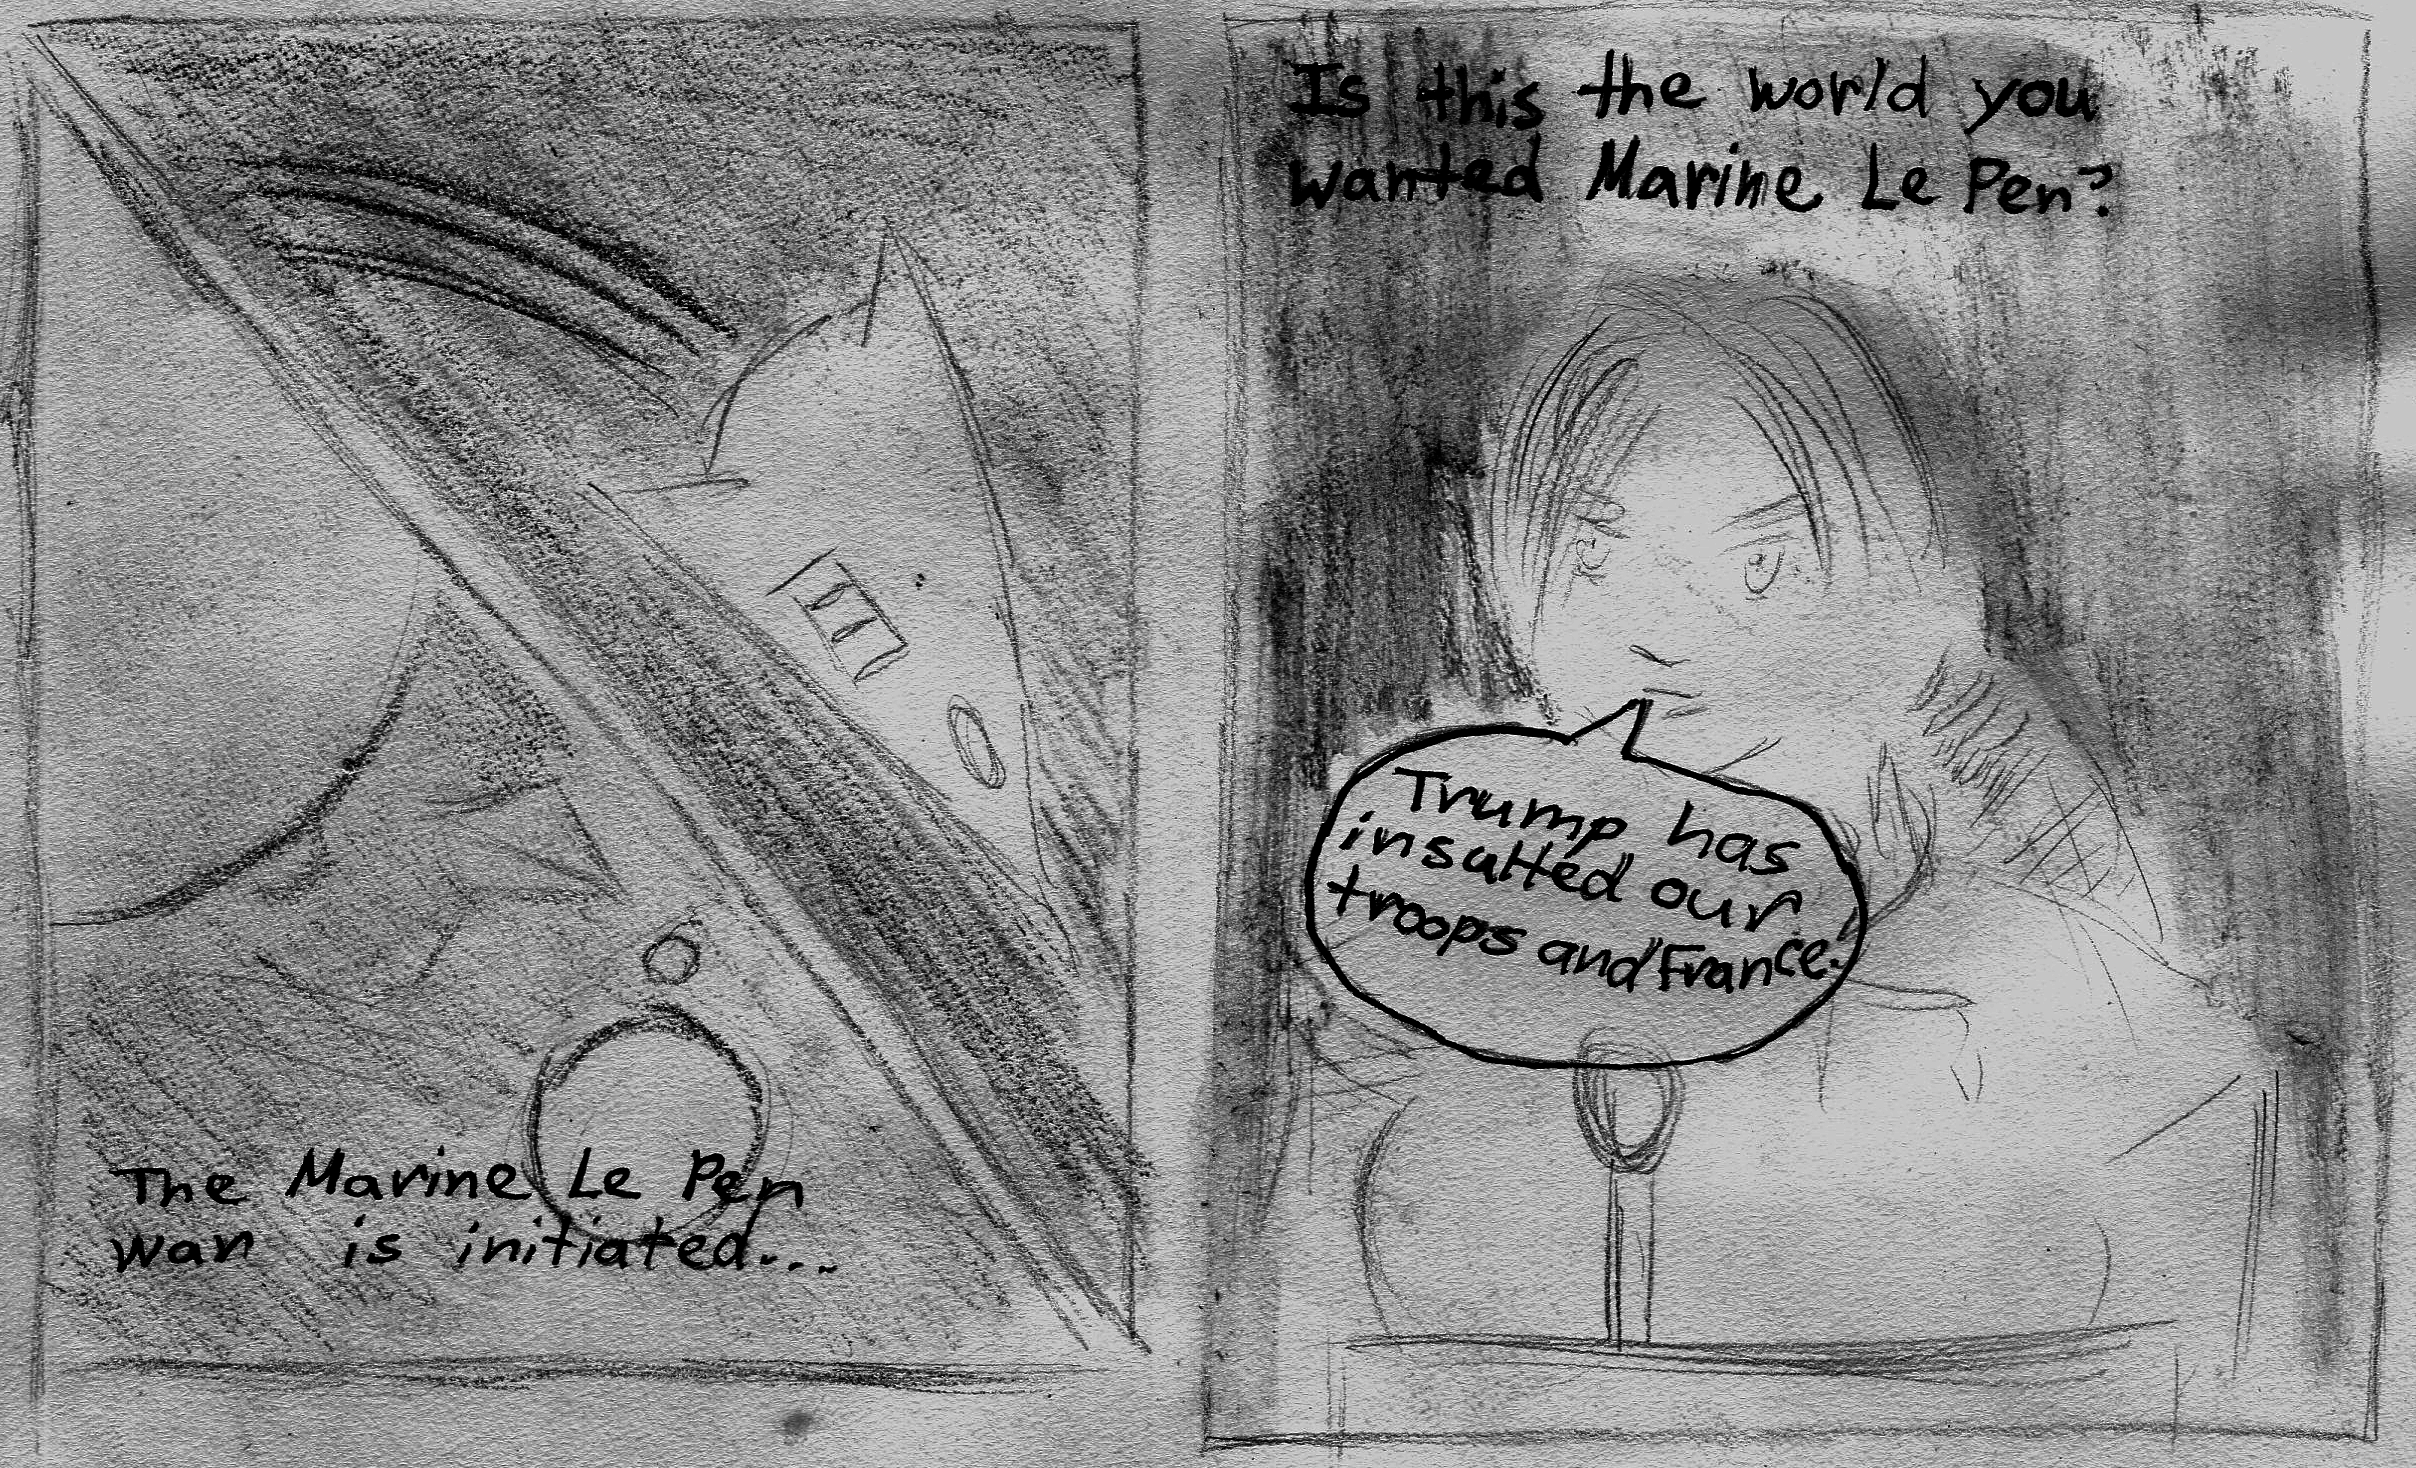 The Marine Le Pen
war is initiated...
Is this the world you
wanted Marine Le Pen?
Trump has
insulted our
troops and France.